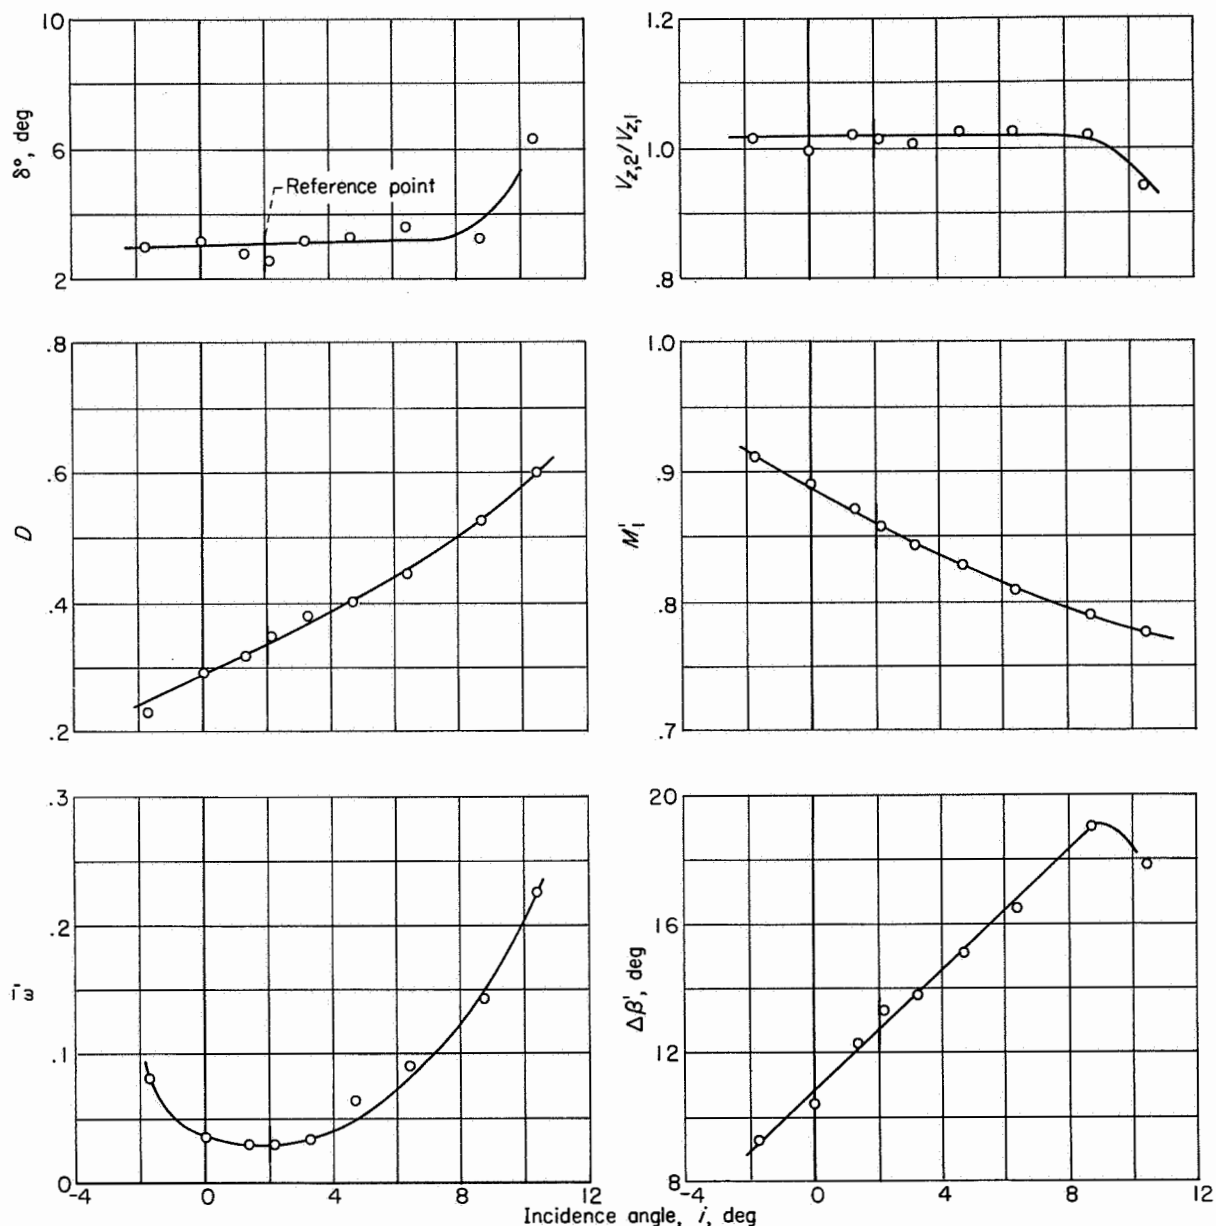 10
6
2
δ°, deg
Reference point
1.2
1.0
.8
V_{z,2}/V_{z,1}
.8
.6
.4
.2
D
1.0
.9
.8
.7
M'_1
.3
.2
.1
0
ω̄'
-4 0 4 8 12
20
16
12
8
Δβ', deg
-4 0 4 8 12
Incidence angle, i, deg